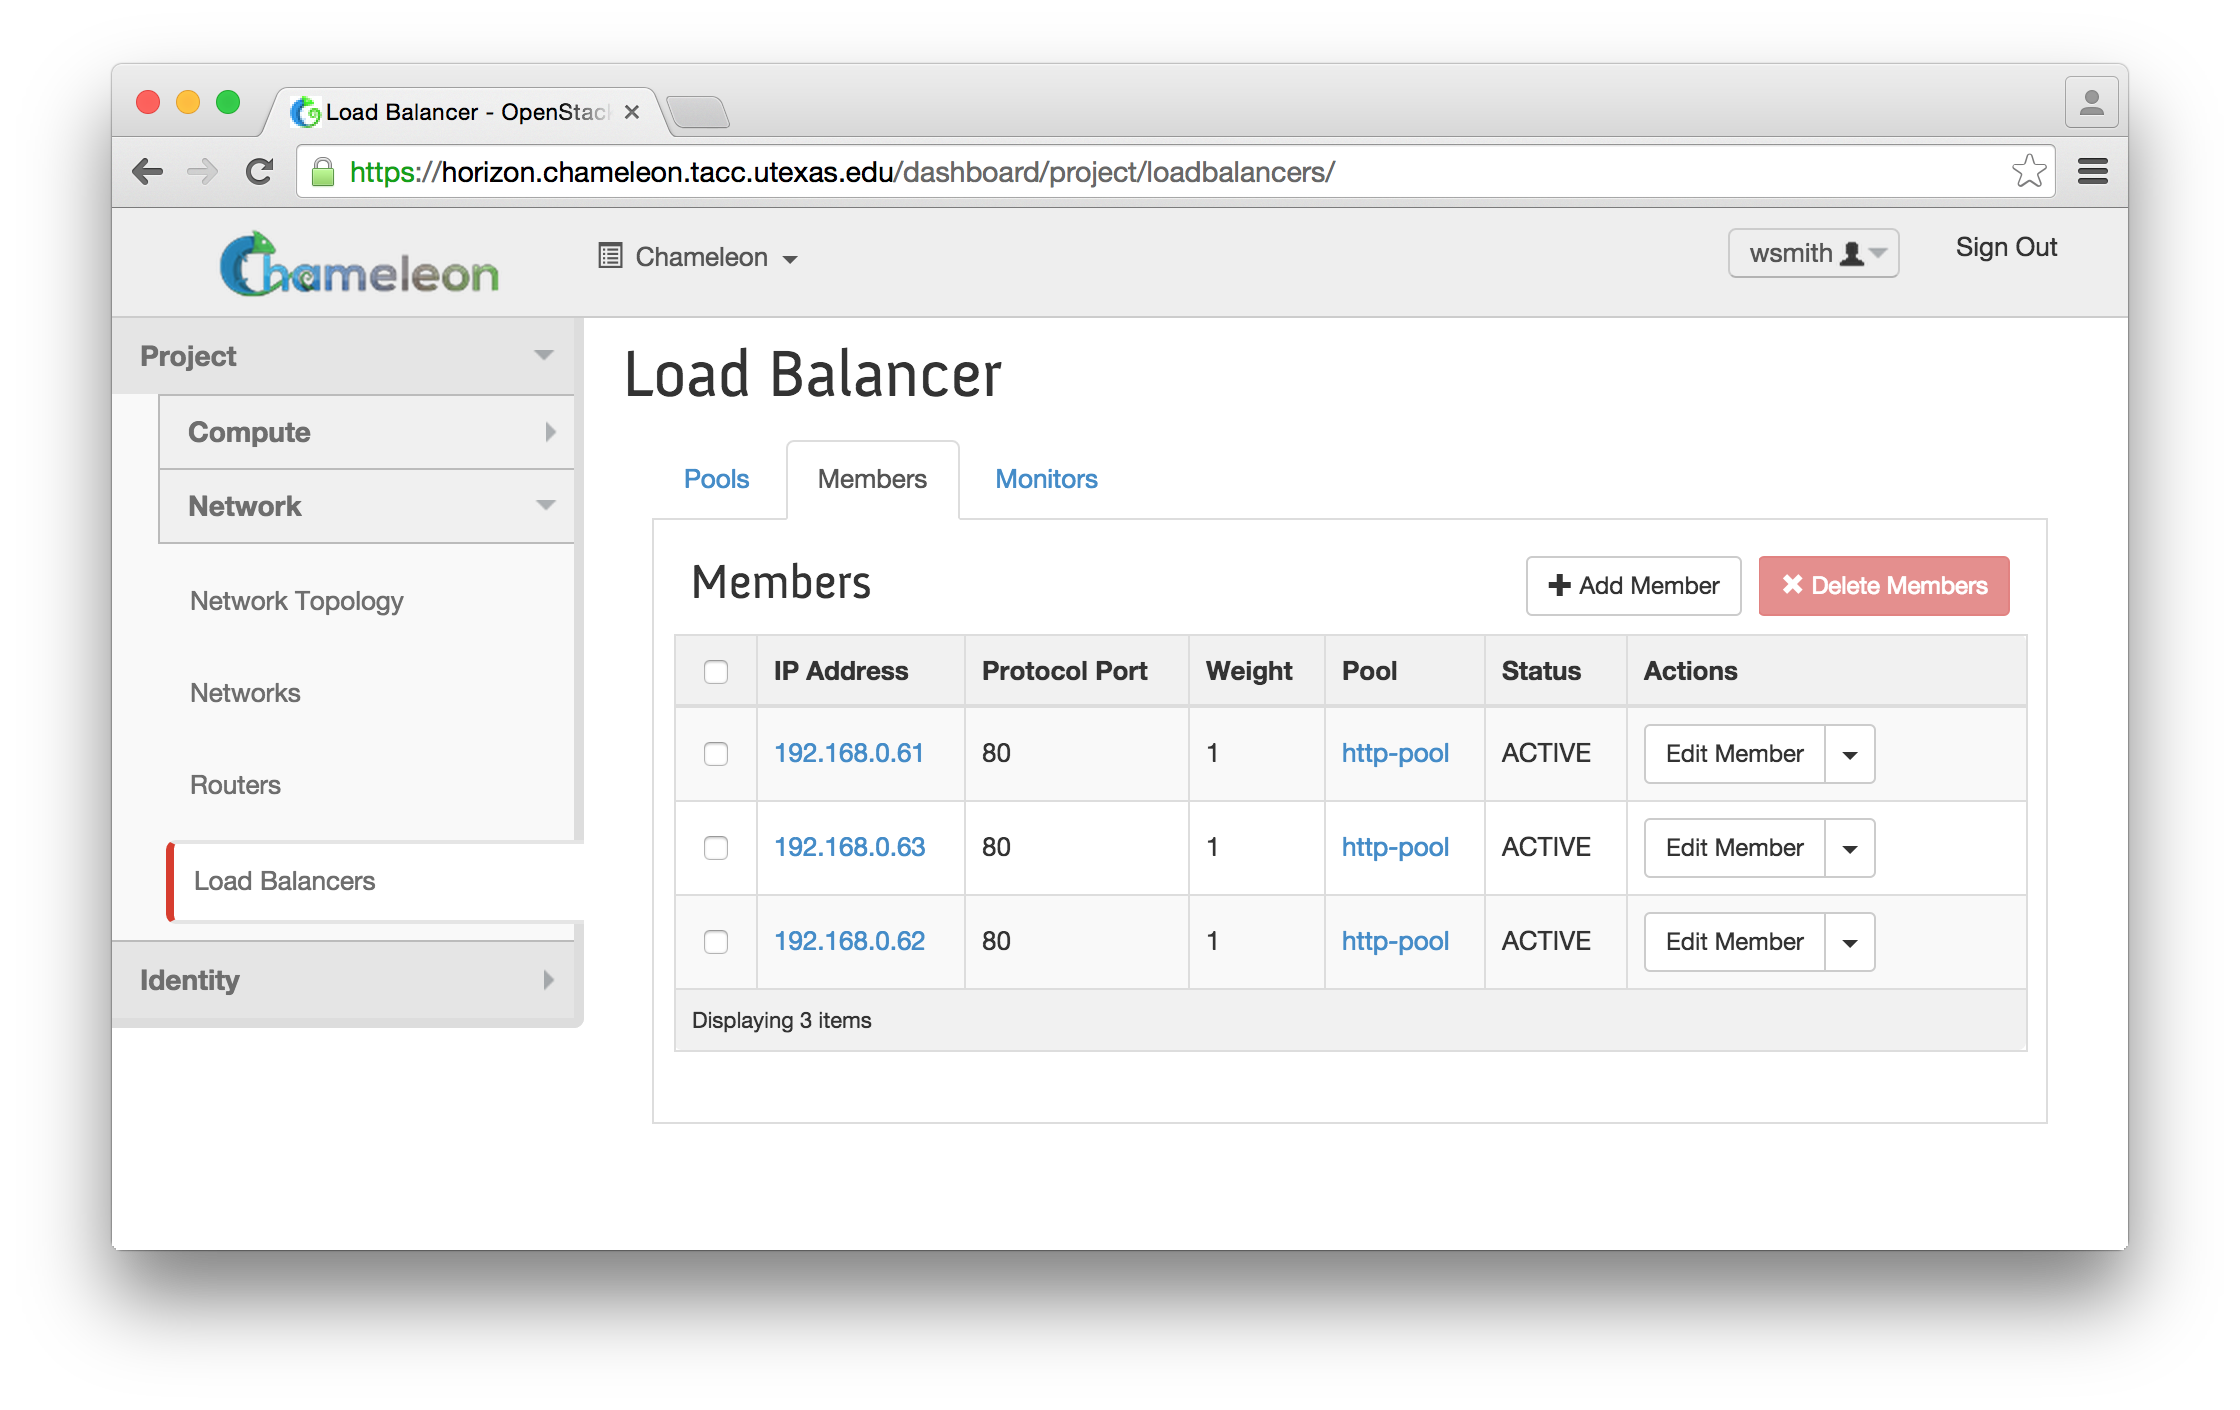 Load Balancer - OpenStac
https://horizon.chameleon.tacc.utexas.edu/dashboard/project/loadbalancers/
Chameleon
Chameleon
wsmith
Sign Out
Project
Compute
Network
Network Topology
Networks
Routers
Load Balancers
Identity
Load Balancer
Pools Members Monitors
Members
Add Member Delete Members
IP Address Protocol Port Weight Pool Status Actions
192.168.0.61 80 1 http-pool ACTIVE Edit Member
192.168.0.63 80 1 http-pool ACTIVE Edit Member
192.168.0.62 80 1 http-pool ACTIVE Edit Member
Displaying 3 items